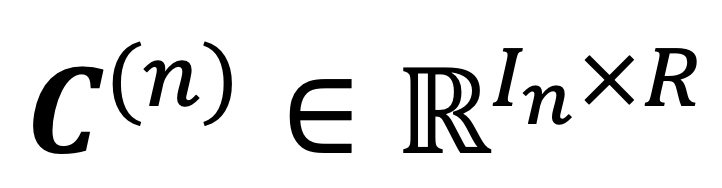 𝑪⁽ⁿ⁾ ∈ ℝ^{I_n×R}